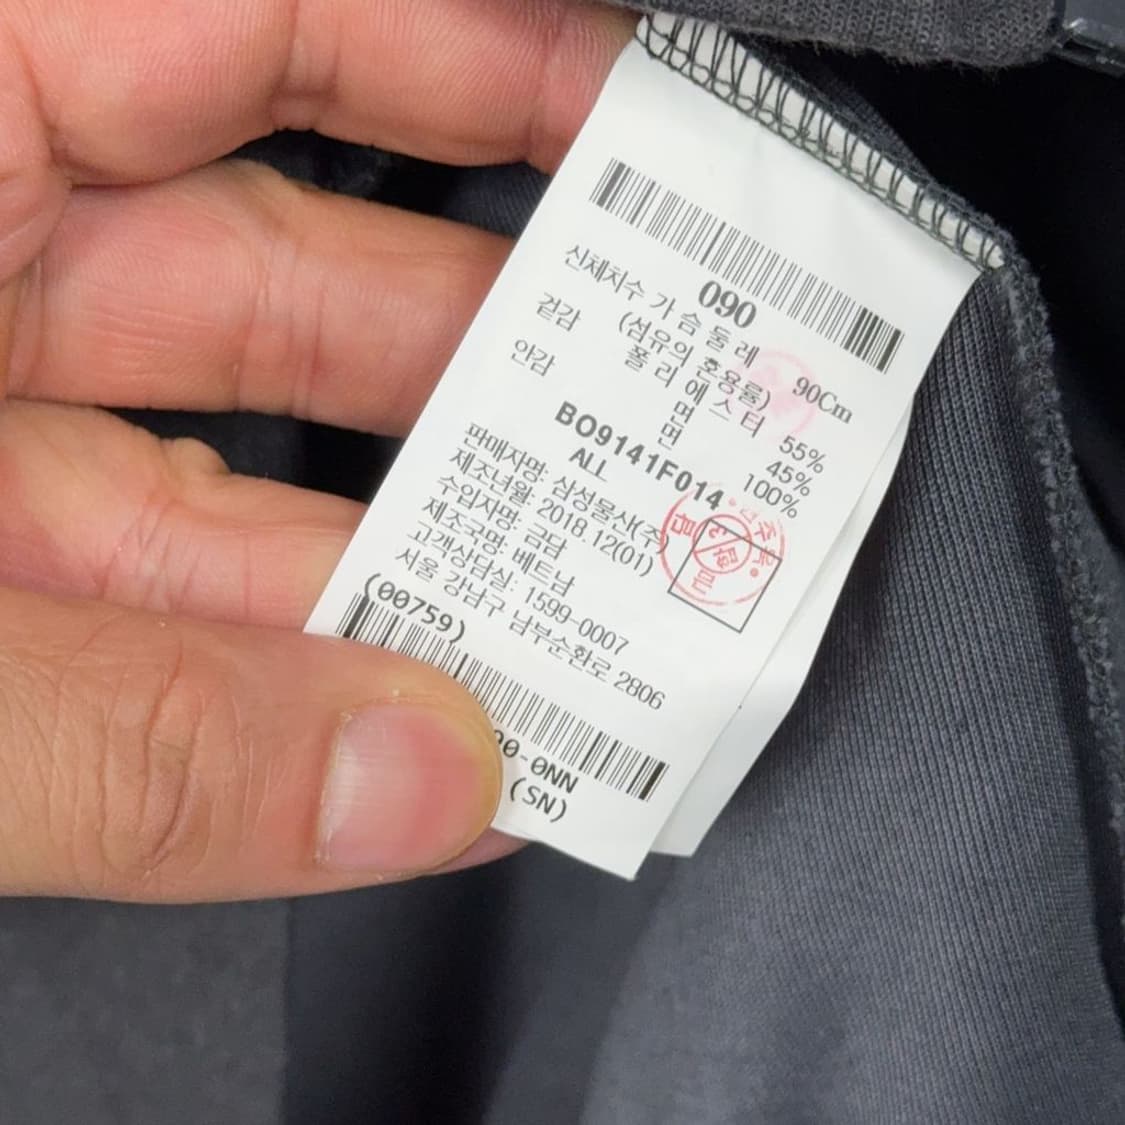 090
신체치수 가슴둘레 90Cm
(섬유의 혼용률)
겉감 폴리에스터 55%
면 45%
안감 면 100%
BO9141F014
ALL
판매자명: 삼성물산(주)
제조년월: 2018.12(01)
수입자명: 금담
제조국명: 베트남
고객상담실: 1599-0007
서울 강남구 남부순환로 2806
(00759)
00-0NN
(SN)